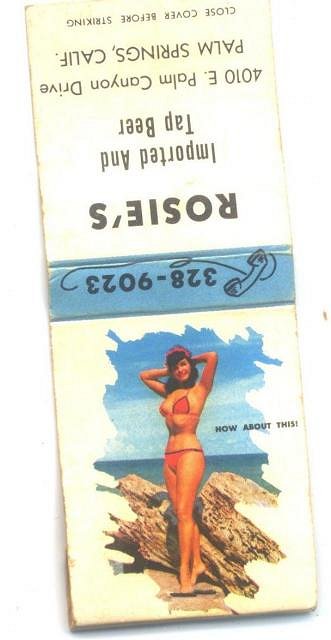 ROSIE'S
Imported And
Tap Beer
4010 E. Palm Canyon Drive
PALM SPRINGS, CALIF.
CLOSE COVER BEFORE STRIKING
328-9023
HOW ABOUT THIS!